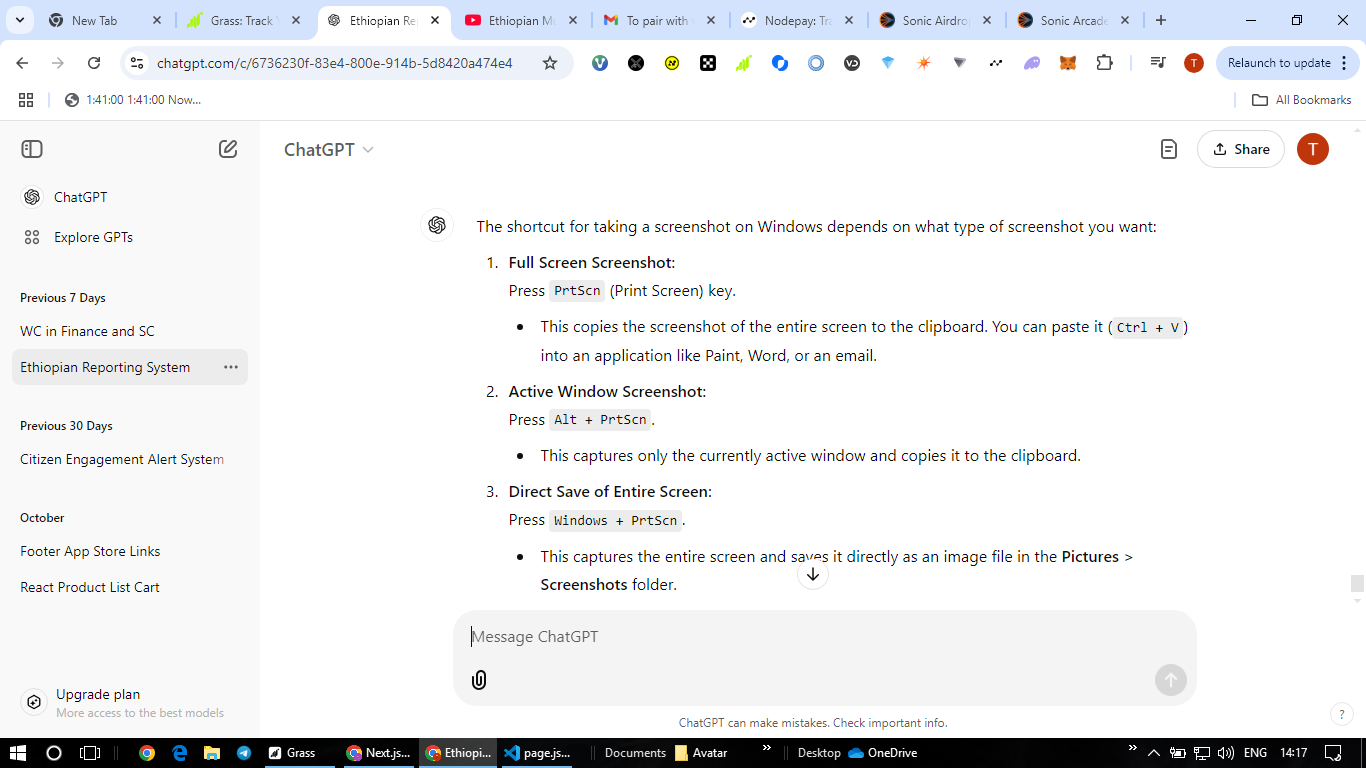 New Tab
Grass: Track
Ethiopian Re
Ethiopian M
To pair with
Nodepay: Tra
Sonic Airdro
Sonic Arcade
chatgpt.com/c/6736230f-83e4-800e-914b-5d8420a474e4
T
Relaunch to update
1:41:00 1:41:00 Now...
All Bookmarks
ChatGPT
Share
T
ChatGPT
Explore GPTs
Previous 7 Days
WC in Finance and SC
Ethiopian Reporting System
Previous 30 Days
Citizen Engagement Alert System
October
Footer App Store Links
React Product List Cart
Upgrade plan
More access to the best models
The shortcut for taking a screenshot on Windows depends on what type of screenshot you want:
1. Full Screen Screenshot:
Press PrtScn (Print Screen) key.
• This copies the screenshot of the entire screen to the clipboard. You can paste it (Ctrl + V)
into an application like Paint, Word, or an email.
2. Active Window Screenshot:
Press Alt + PrtScn.
• This captures only the currently active window and copies it to the clipboard.
3. Direct Save of Entire Screen:
Press Windows + PrtScn.
• This captures the entire screen and saves it directly as an image file in the Pictures >
Screenshots folder.
Message ChatGPT
ChatGPT can make mistakes. Check important info.
?
Grass
Next.js...
Ethiopi...
page.js...
Documents
Avatar
Desktop
OneDrive
ENG
14:17